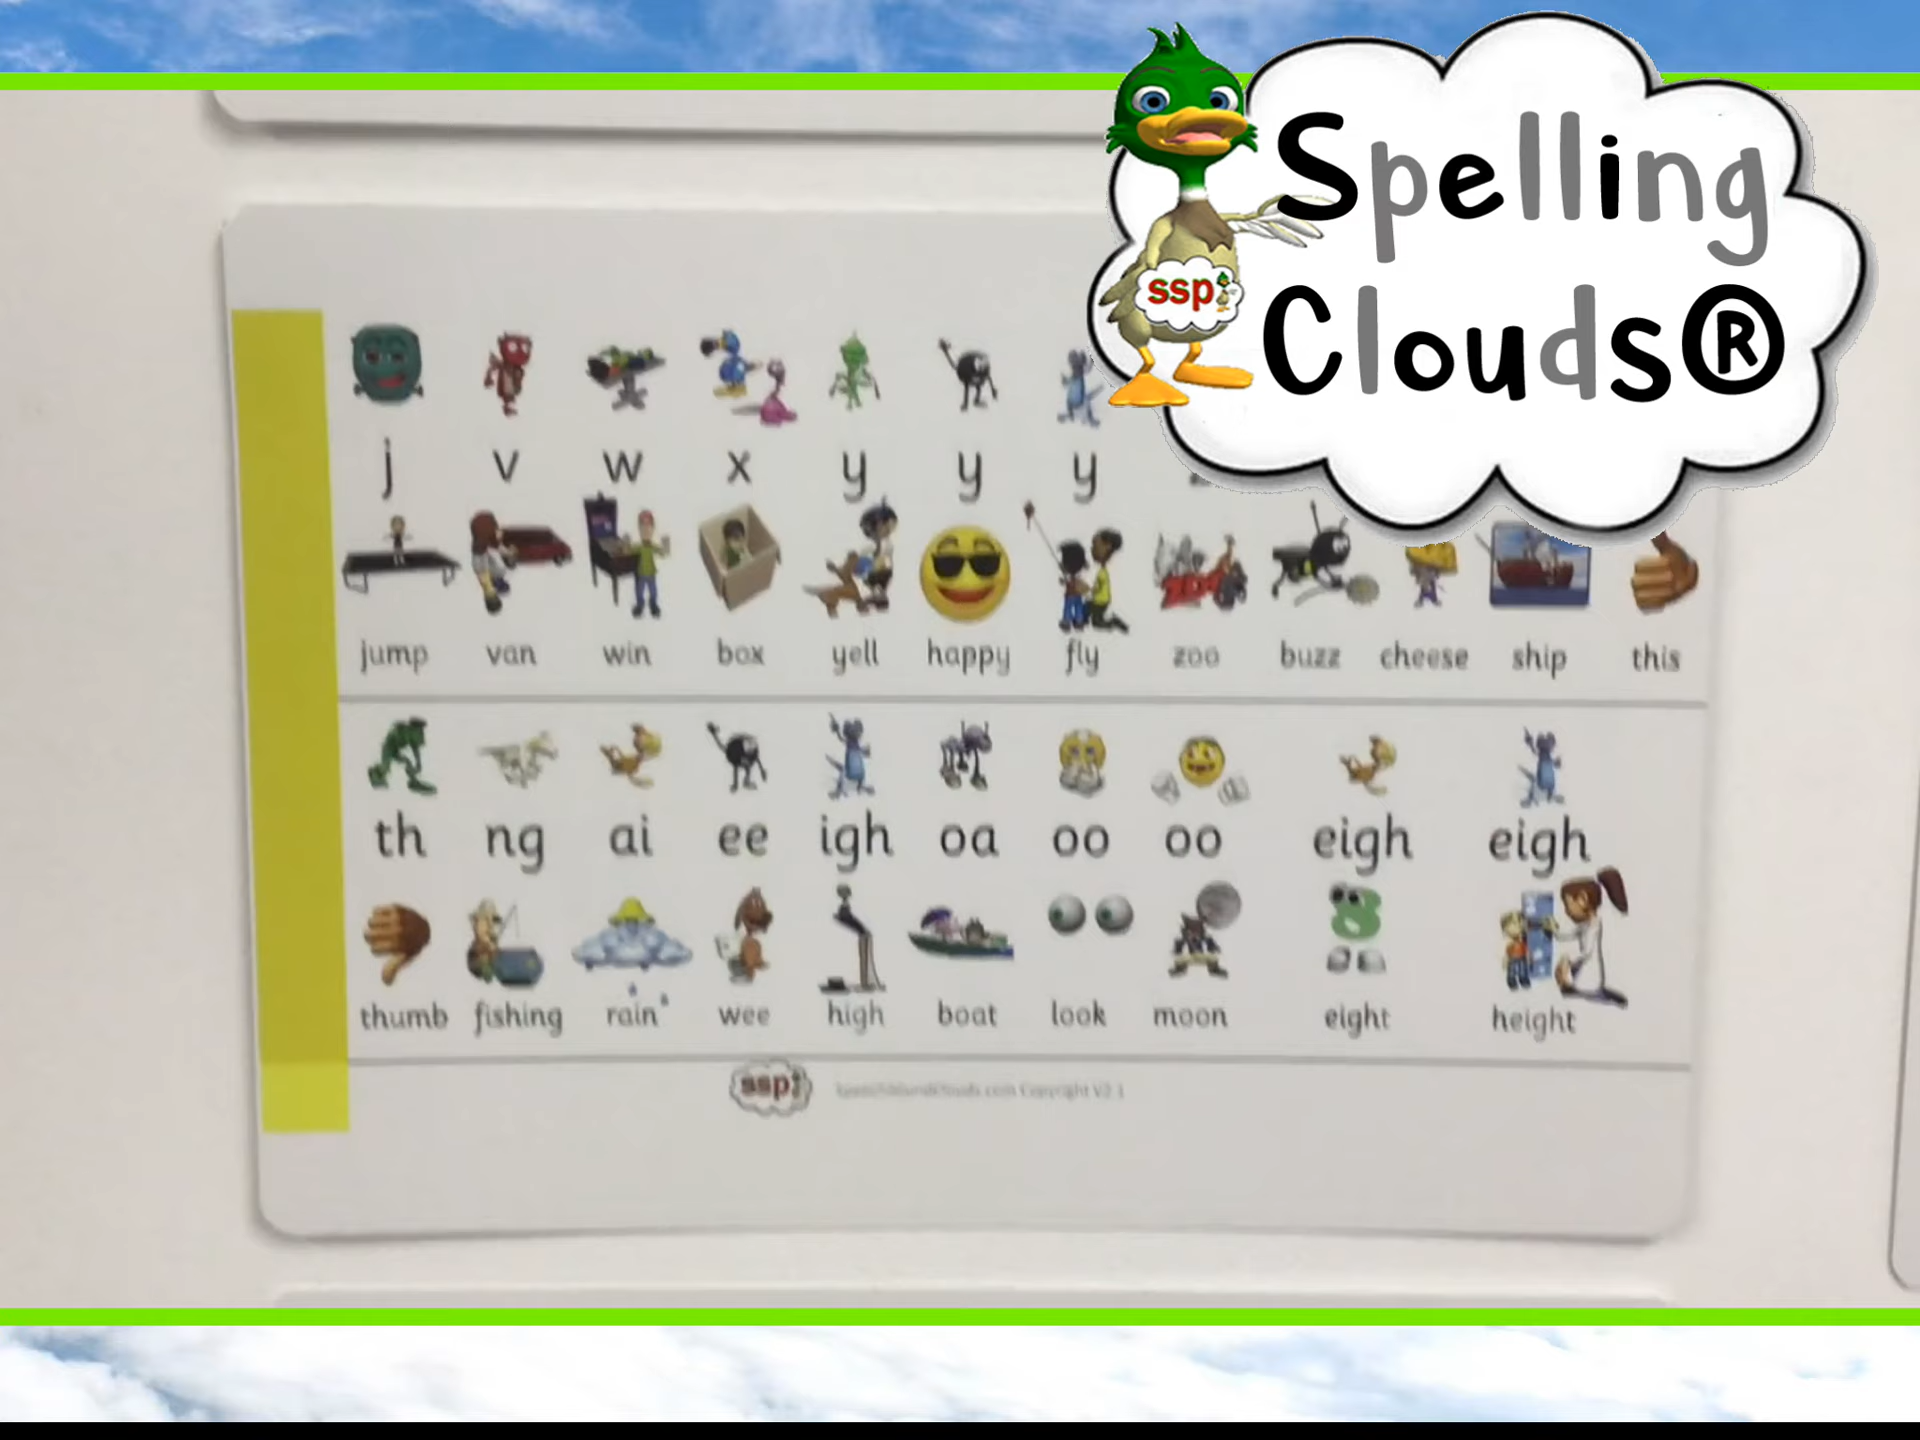 Spelling
Clouds®
ssp
j v w x y y y
jump van win box yell happy fly zoo buzz cheese ship this
th ng ai ee igh oa oo oo eigh eigh
thumb fishing rain wee high boat look moon eight height
ssp
Copyright